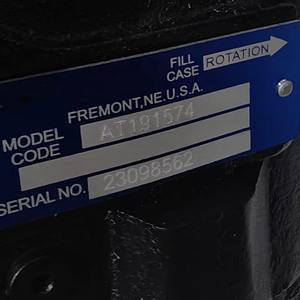 FILL
CASE
ROTATION
FREMONT,NE.U.S.A.
MODEL
CODE
AT191574
SERIAL NO.
23098562